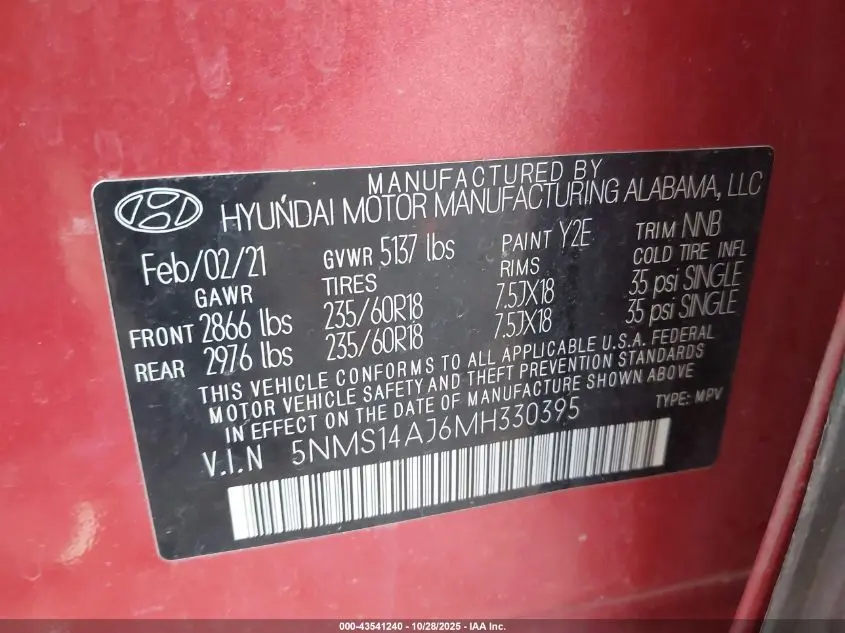 MANUFACTURED BY
HYUNDAI MOTOR MANUFACTURING ALABAMA, LLC
Feb/02/21 GVWR 5137 lbs PAINT Y2E TRIM NNB
GAWR TIRES RIMS COLD TIRE INFL
FRONT 2866 lbs 235/60R18 7.5JX18 35 psi SINGLE
REAR 2976 lbs 235/60R18 7.5JX18 35 psi SINGLE
THIS VEHICLE CONFORMS TO ALL APPLICABLE U.S.A. FEDERAL
MOTOR VEHICLE SAFETY AND THEFT PREVENTION STANDARDS
IN EFFECT ON THE DATE OF MANUFACTURE SHOWN ABOVE
V.I.N 5NMS14AJ6MH330395 TYPE: MPV
000-43541240 - 10/28/2025 - IAA Inc.